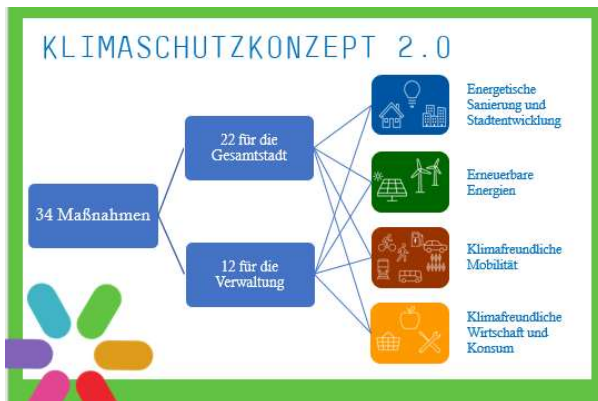 KLIMASCHUTZKONZEPT 2.0
34 Maßnahmen
22 für die
Gesamtstadt
12 für die
Verwaltung
Energetische
Sanierung und
Stadtentwicklung
Erneuerbare
Energien
Klimafreundliche
Mobilität
Klimafreundliche
Wirtschaft und
Konsum